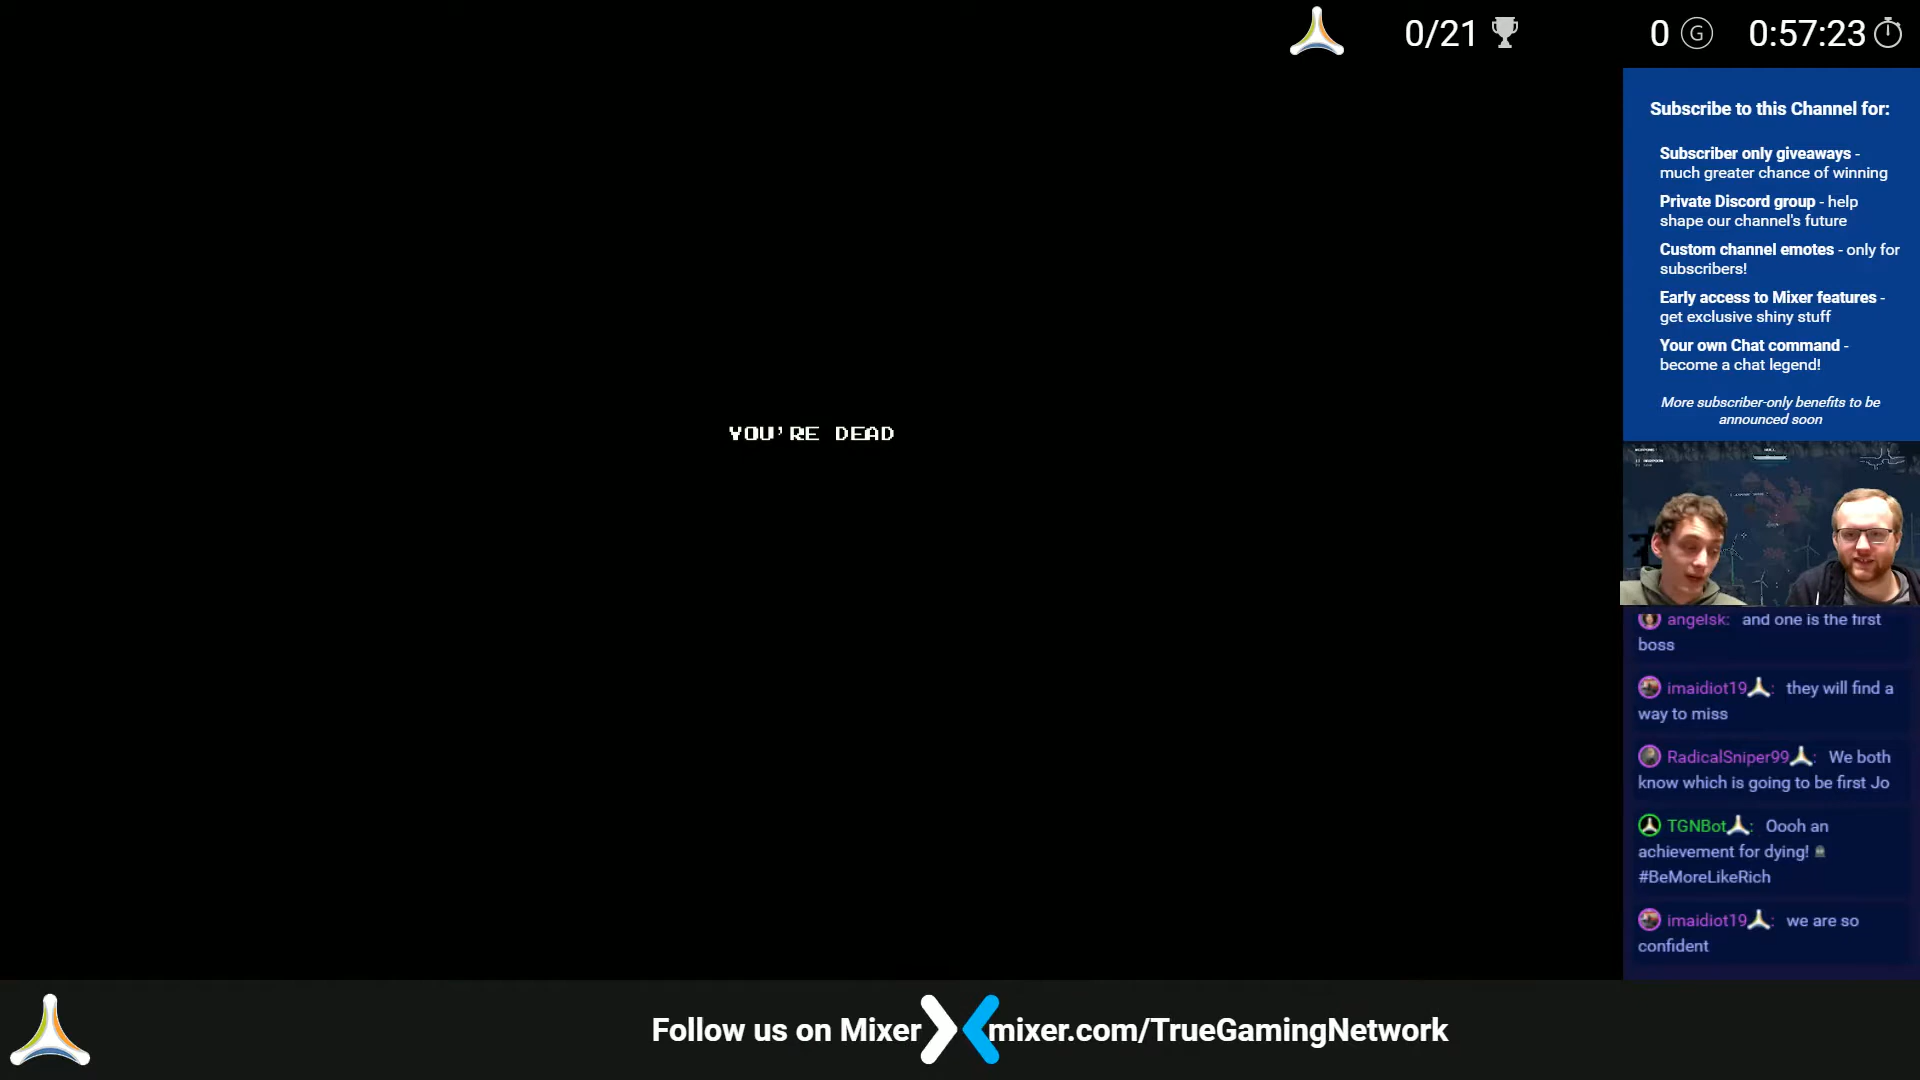 0/21
0 G
0:57:23
Subscribe to this Channel for:
Subscriber only giveaways -
much greater chance of winning
Private Discord group - help
shape our channel's future
Custom channel emotes - only for
subscribers!
Early access to Mixer features -
get exclusive shiny stuff
Your own Chat command -
become a chat legend!
More subscriber-only benefits to be
announced soon
YOU'RE DEAD
angelsk: and one is the first
boss
imaidiot19: they will find a
way to miss
RadicalSniper99: We both
know which is going to be first Jo
TGNBot: Oooh an
achievement for dying!
#BeMoreLikeRich
imaidiot19: we are so
confident
Follow us on Mixer mixer.com/TrueGamingNetwork